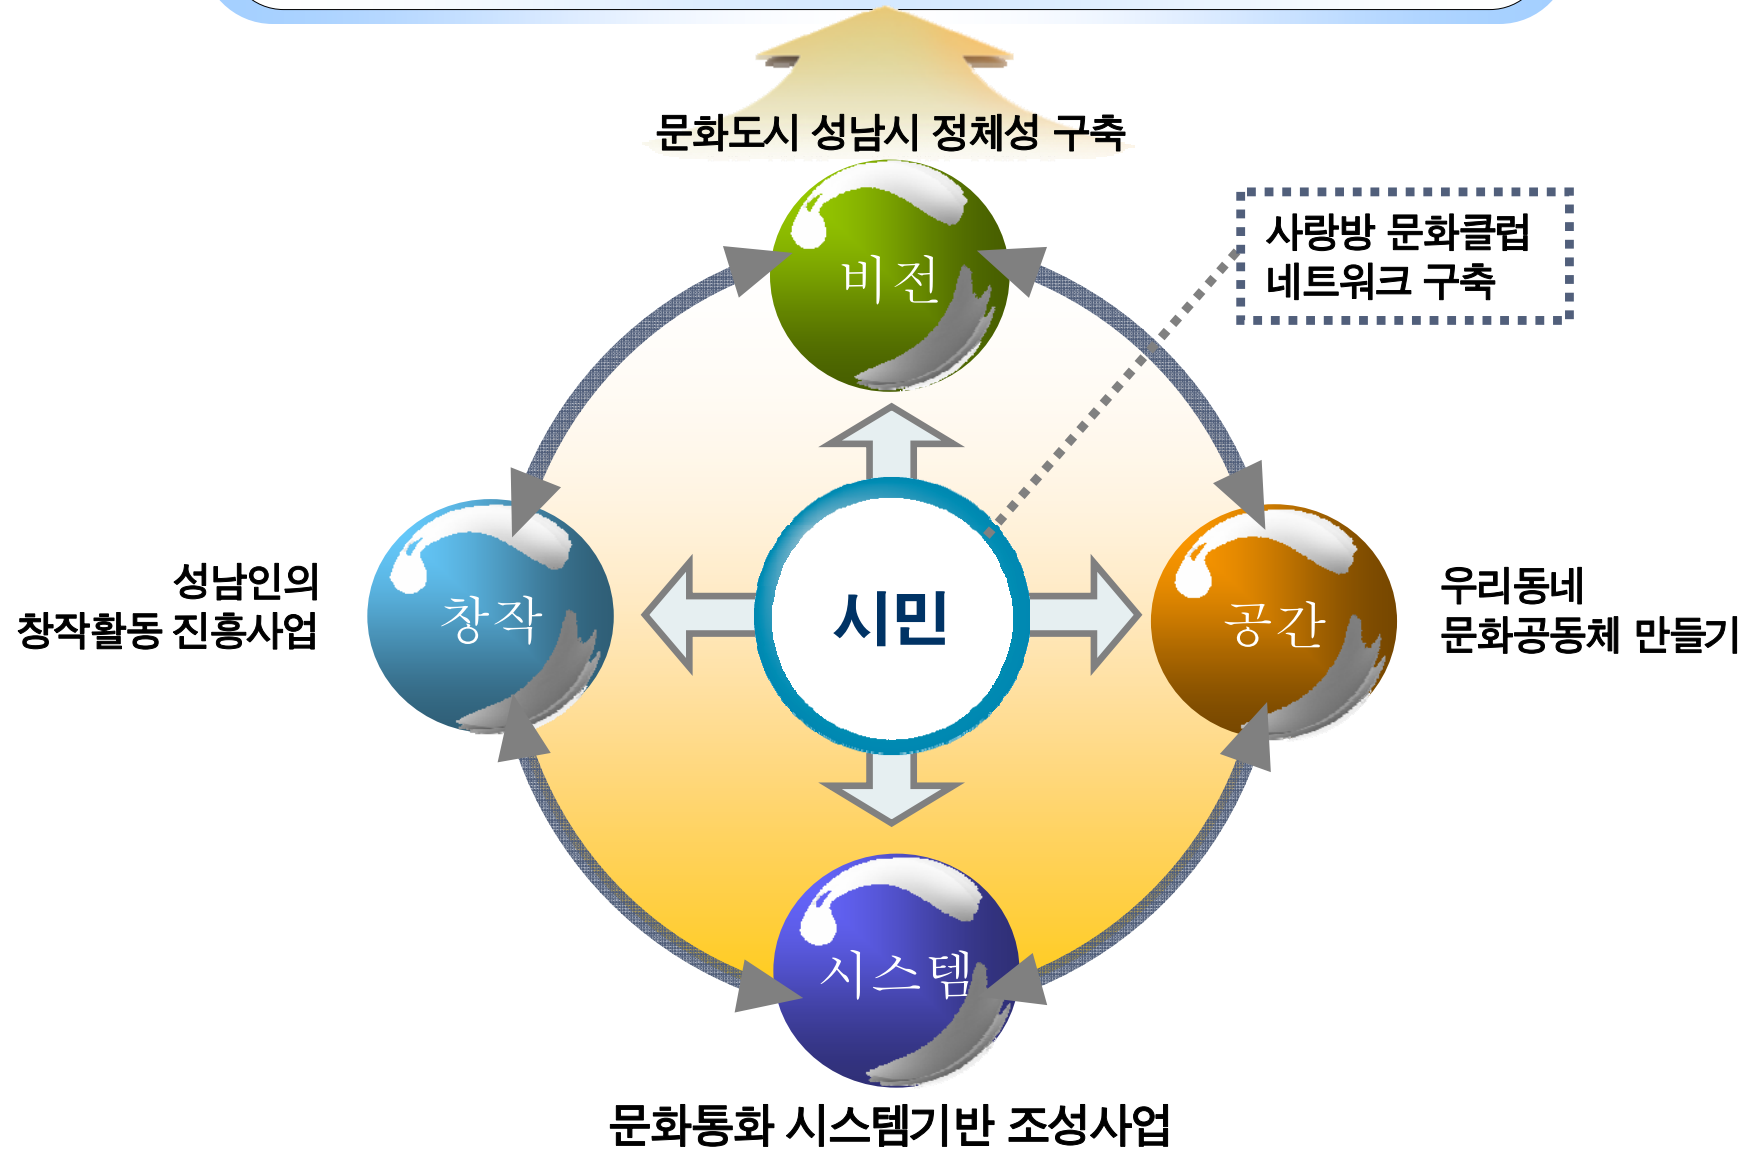 문화도시 성남시 정체성 구축
비전
사랑방 문화클럽
네트워크 구축
성남인의
창작활동 진흥사업
창작
시민
공간
우리동네
문화공동체 만들기
시스템
문화통화 시스템기반 조성사업